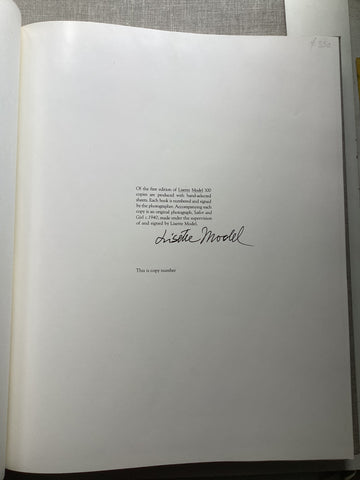 $350
Of the first edition of Lisette Model 300
copies are produced with hand-selected
sheets. Each book is numbered and signed
by the photographer. Accompanying each
copy is an original photograph, Sailor and
Girl c.1940, made under the supervision
of and signed by Lisette Model.
Lisette Model
This is copy number